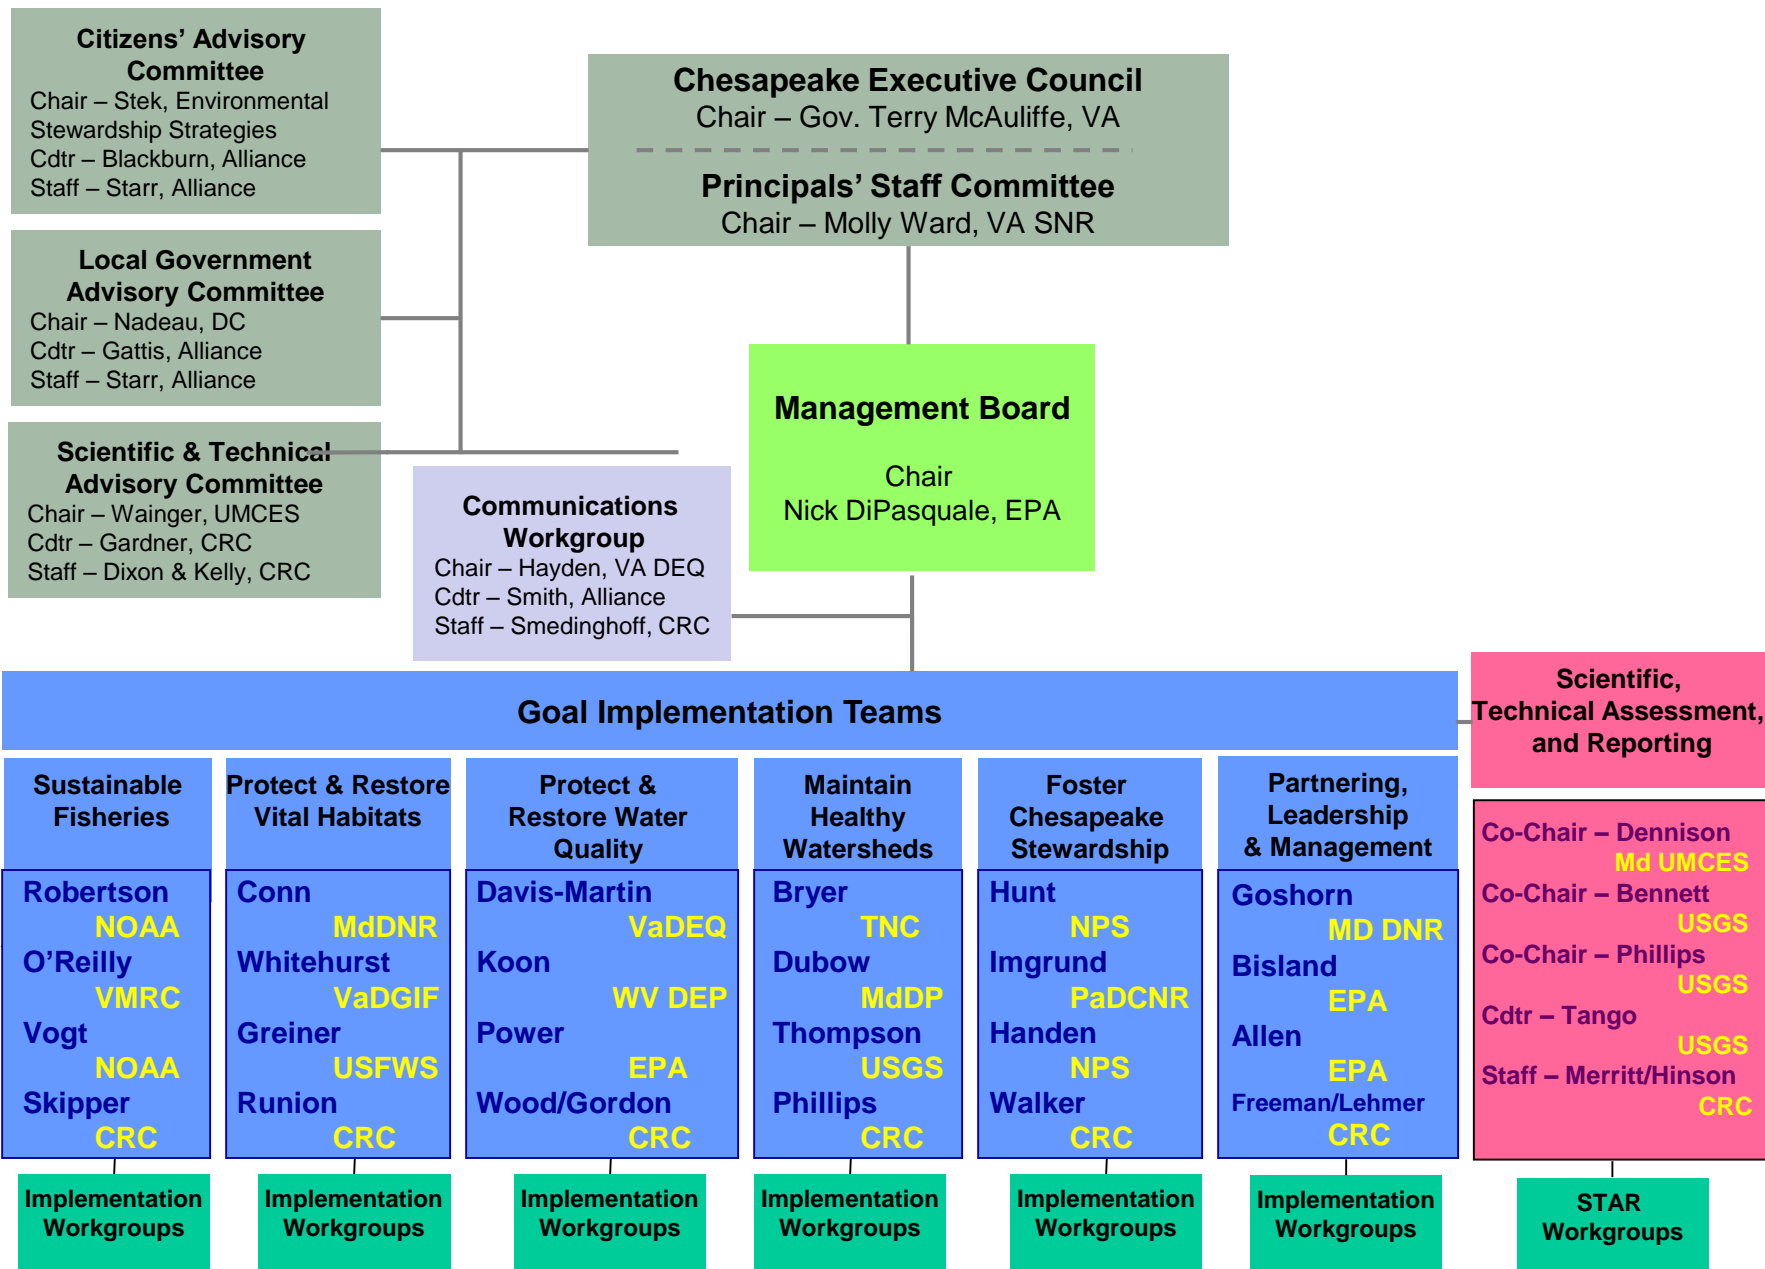 Citizens’ Advisory
Committee
Chair – Stek, Environmental
Stewardship Strategies
Cdtr – Blackburn, Alliance
Staff – Starr, Alliance
Chesapeake Executive Council
Chair – Gov. Terry McAuliffe, VA
Principals’ Staff Committee
Chair – Molly Ward, VA SNR
Local Government
Advisory Committee
Chair – Nadeau, DC
Cdtr – Gattis, Alliance
Staff – Starr, Alliance
Scientific & Technical
Advisory Committee
Chair – Wainger, UMCES
Cdtr – Gardner, CRC
Staff – Dixon & Kelly, CRC
Management Board
Chair
Nick DiPasquale, EPA
Communications
Workgroup
Chair – Hayden, VA DEQ
Cdtr – Smith, Alliance
Staff – Smedinghoff, CRC
Goal Implementation Teams
Scientific,
Technical Assessment,
and Reporting
Sustainable
Fisheries
Robertson
NOAA
O’Reilly
VMRC
Vogt
NOAA
Skipper
CRC
Implementation
Workgroups
Protect & Restore
Vital Habitats
Conn
MdDNR
Whitehurst
VaDGIF
Greiner
USFWS
Runion
CRC
Implementation
Workgroups
Protect &
Restore Water
Quality
Davis-Martin
VaDEQ
Koon
WV DEP
Power
EPA
Wood/Gordon
CRC
Implementation
Workgroups
Maintain
Healthy
Watersheds
Bryer
TNC
Dubow
MdDP
Thompson
USGS
Phillips
CRC
Implementation
Workgroups
Foster
Chesapeake
Stewardship
Hunt
NPS
Imgrund
PaDCNR
Handen
NPS
Walker
CRC
Implementation
Workgroups
Partnering,
Leadership
& Management
Goshorn
MD DNR
Bisland
EPA
Allen
EPA
Freeman/Lehmer
CRC
Implementation
Workgroups
Co-Chair – Dennison
Md UMCES
Co-Chair – Bennett
USGS
Co-Chair – Phillips
USGS
Cdtr – Tango
USGS
Staff – Merritt/Hinson
CRC
STAR
Workgroups